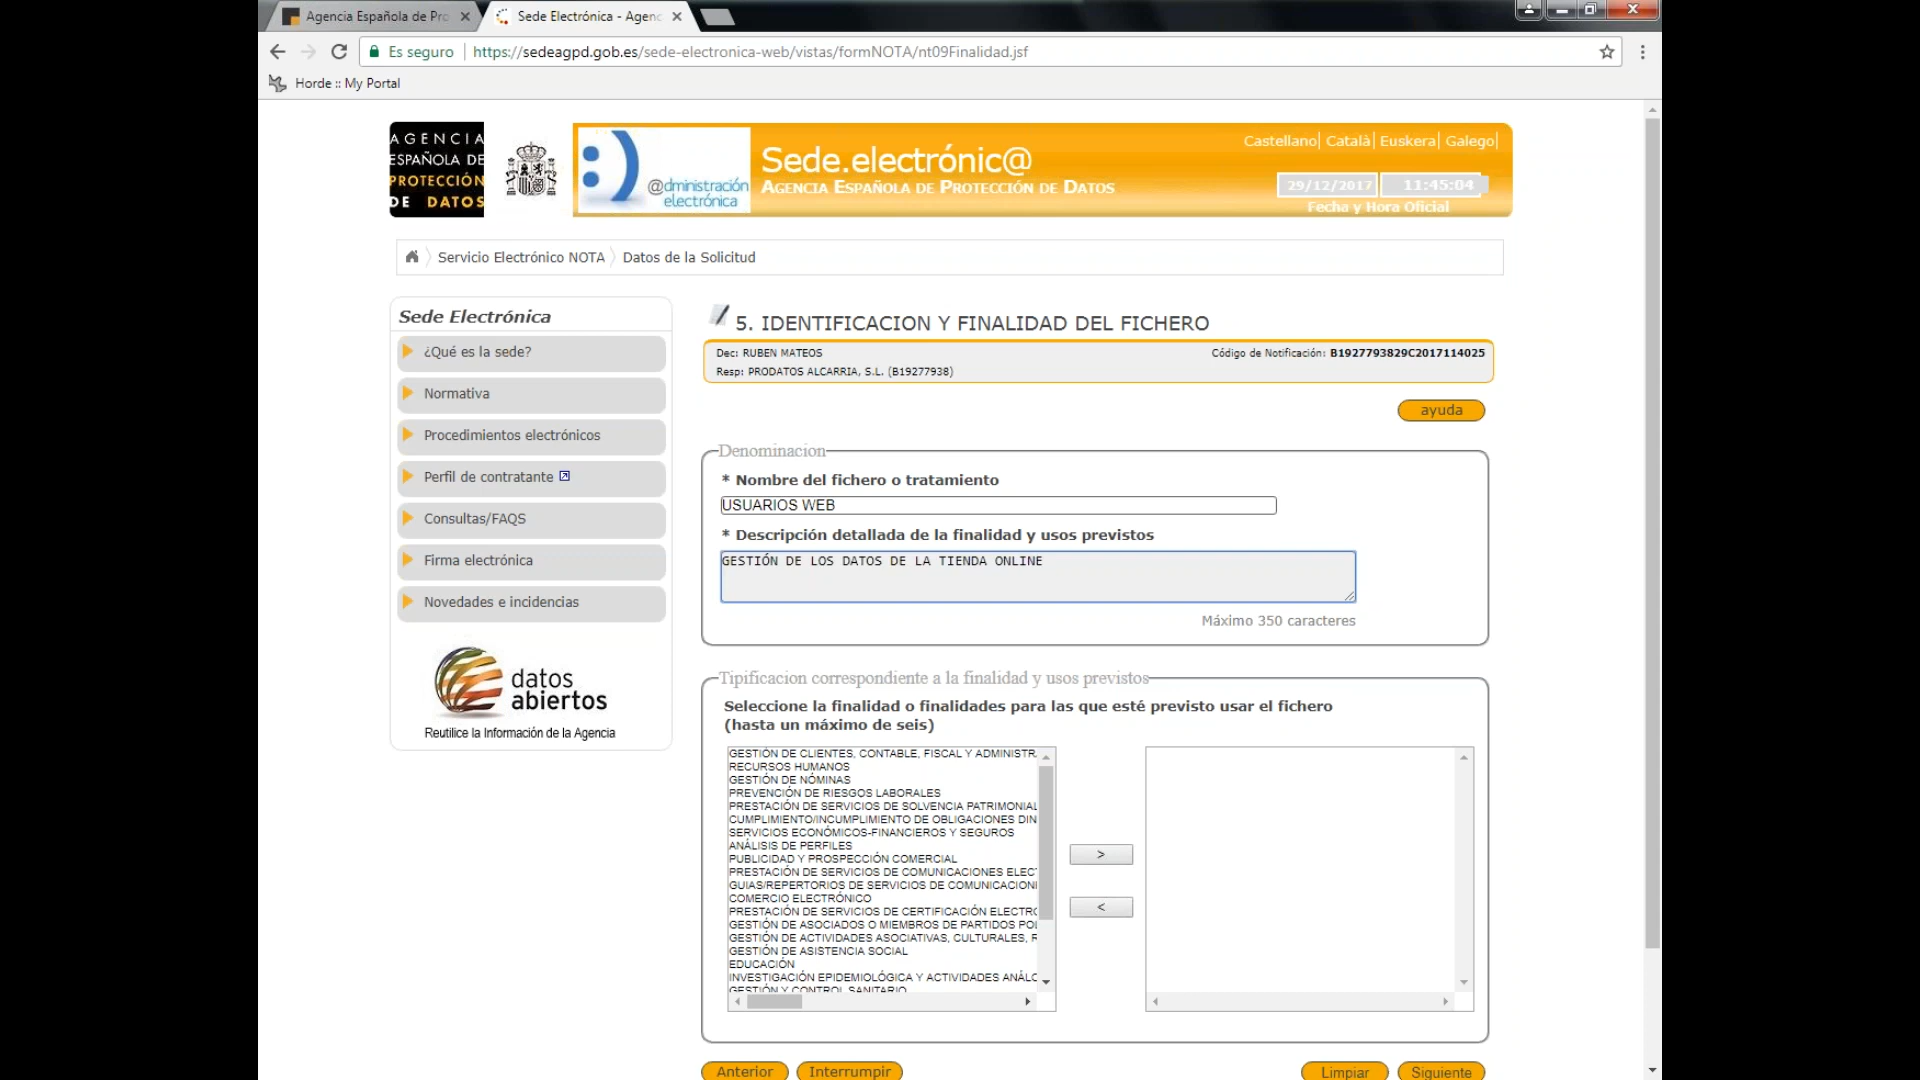 Agencia Española de Pro
Sede Electrónica - Agenc
Es seguro
https://sedeagpd.gob.es/sede-electronica-web/vistas/formNOTA/nt09Finalidad.jsf
Horde :: My Portal
AGENCIA
ESPAÑOLA DE
PROTECCIÓN
DE DATOS
@dministración
electrónica
Sede.electrónic@
AGENCIA ESPAÑOLA DE PROTECCIÓN DE DATOS
Castellano| Català| Euskera| Galego|
29/12/2017 11:45:04
Fecha y Hora Oficial
Servicio Electrónico NOTA
Datos de la Solicitud
Sede Electrónica
¿Qué es la sede?
Normativa
Procedimientos electrónicos
Perfil de contratante
Consultas/FAQS
Firma electrónica
Novedades e incidencias
datos
abiertos
Reutilice la Información de la Agencia
5. IDENTIFICACION Y FINALIDAD DEL FICHERO
Dec: RUBEN MATEOS
Código de Notificación: B1927793829C2017114025
Resp: PRODATOS ALCARRIA, S.L. (B19277938)
ayuda
Denominacion
* Nombre del fichero o tratamiento
USUARIOS WEB
* Descripción detallada de la finalidad y usos previstos
GESTIÓN DE LOS DATOS DE LA TIENDA ONLINE
Máximo 350 caracteres
Tipificacion correspondiente a la finalidad y usos previstos
Seleccione la finalidad o finalidades para las que esté previsto usar el fichero
(hasta un máximo de seis)
GESTIÓN DE CLIENTES, CONTABLE, FISCAL Y ADMINISTR
RECURSOS HUMANOS
GESTIÓN DE NÓMINAS
PREVENCIÓN DE RIESGOS LABORALES
PRESTACIÓN DE SERVICIOS DE SOLVENCIA PATRIMONIAL
CUMPLIMIENTO/INCUMPLIMIENTO DE OBLIGACIONES DIN
SERVICIOS ECONÓMICOS-FINANCIEROS Y SEGUROS
ANÁLISIS DE PERFILES
PUBLICIDAD Y PROSPECCIÓN COMERCIAL
PRESTACIÓN DE SERVICIOS DE COMUNICACIONES ELECT
GUIAS/REPERTORIOS DE SERVICIOS DE COMUNICACIONI
COMERCIO ELECTRÓNICO
PRESTACIÓN DE SERVICIOS DE CERTIFICACIÓN ELECTRÓ
GESTIÓN DE ASOCIADOS O MIEMBROS DE PARTIDOS POL
GESTIÓN DE ACTIVIDADES ASOCIATIVAS, CULTURALES, R
GESTIÓN DE ASISTENCIA SOCIAL
EDUCACIÓN
INVESTIGACIÓN EPIDEMIOLÓGICA Y ACTIVIDADES ANÁLO
GESTIÓN Y CONTROL SANITARIO
>
<
Anterior
Interrumpir
Limpiar
Siguiente